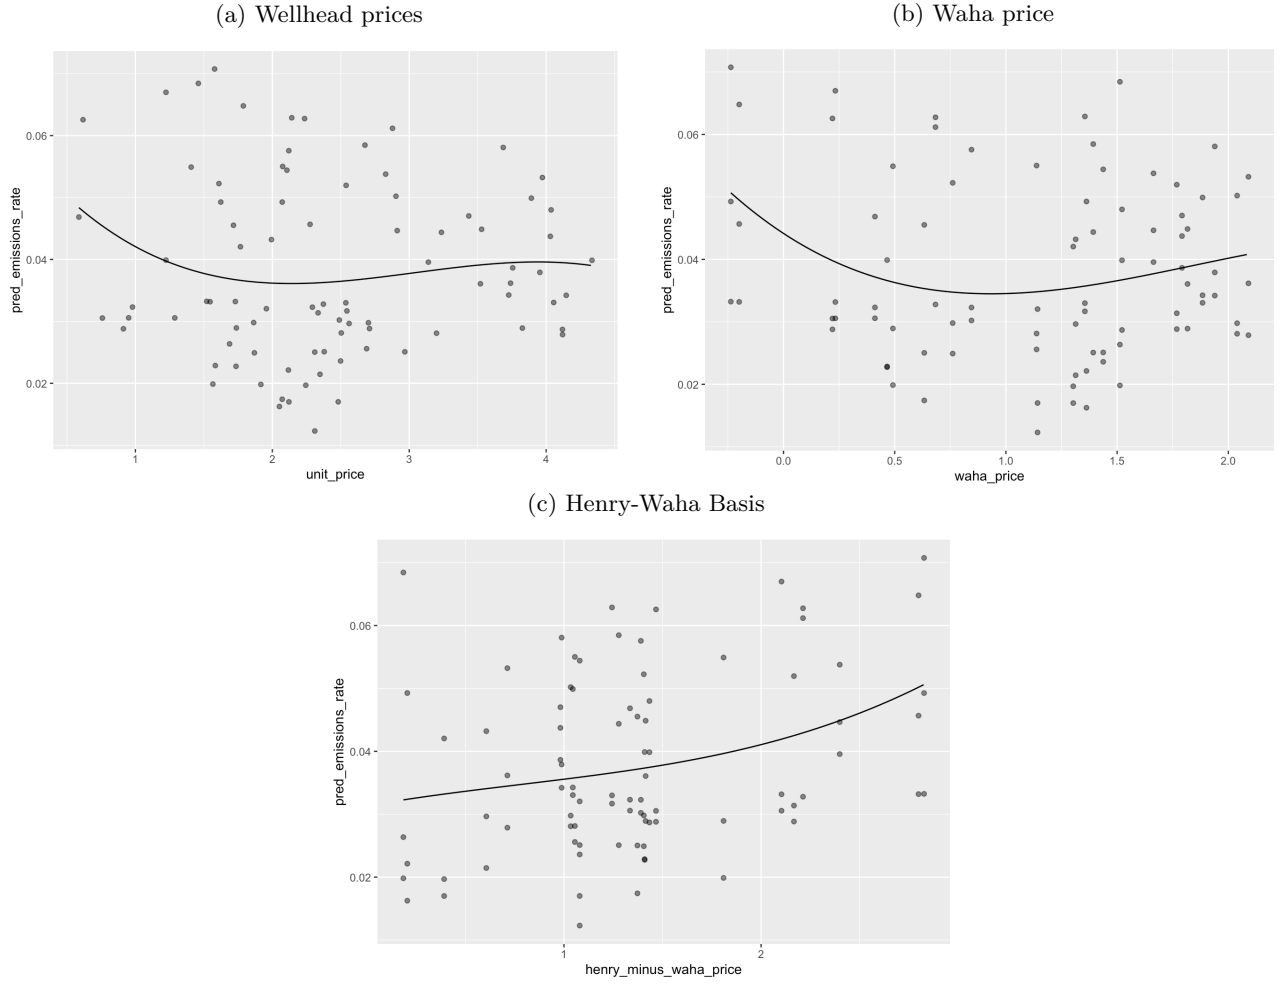 (a) Wellhead prices
0.06
0.04
0.02
pred_emissions_rate
1 2 3 4
unit_price
(b) Waha price
0.06
0.04
0.02
pred_emissions_rate
0.0 0.5 1.0 1.5 2.0
waha_price
(c) Henry-Waha Basis
0.06
0.04
0.02
pred_emissions_rate
1 2
henry_minus_waha_price